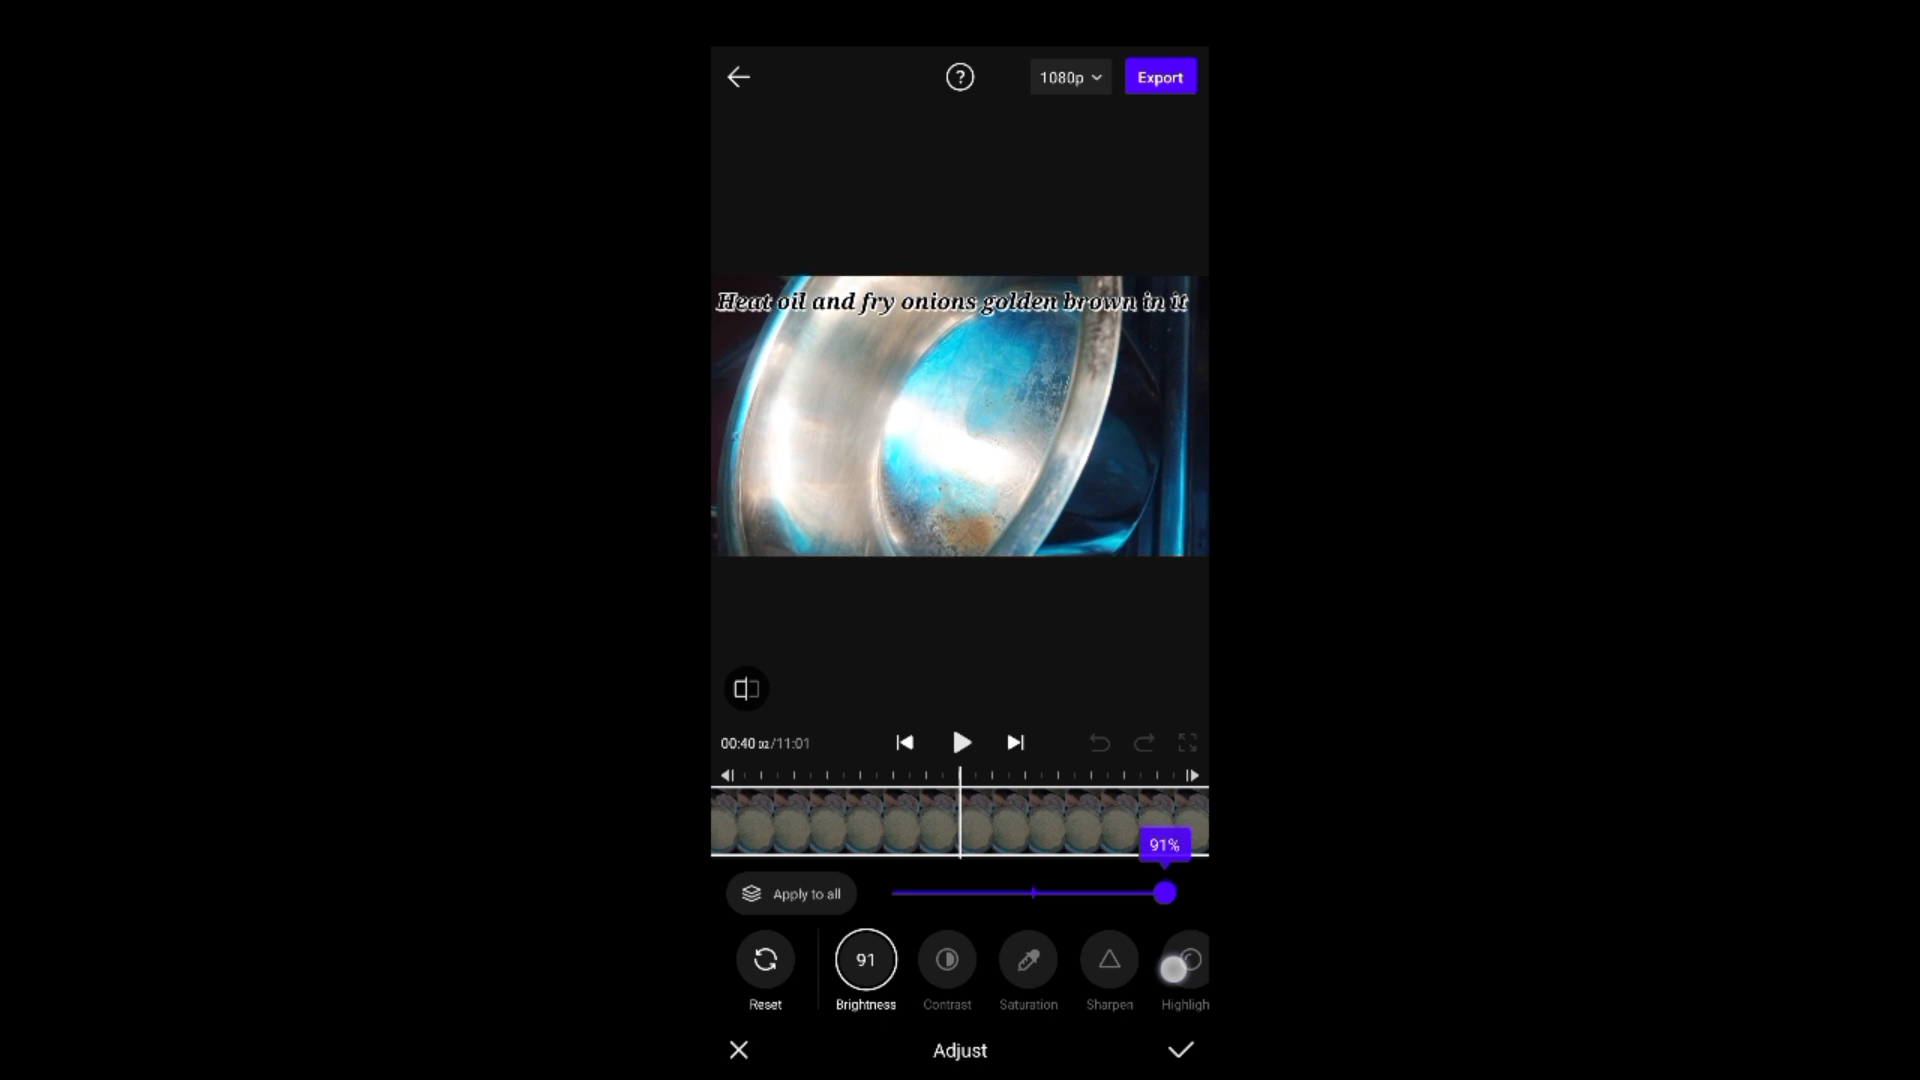 1080p
Export
Heat oil and fry onions golden brown in it
00:40 02/11:01
91%
Apply to all
91
Reset
Brightness
Contrast
Saturation
Sharpen
Highligh
Adjust